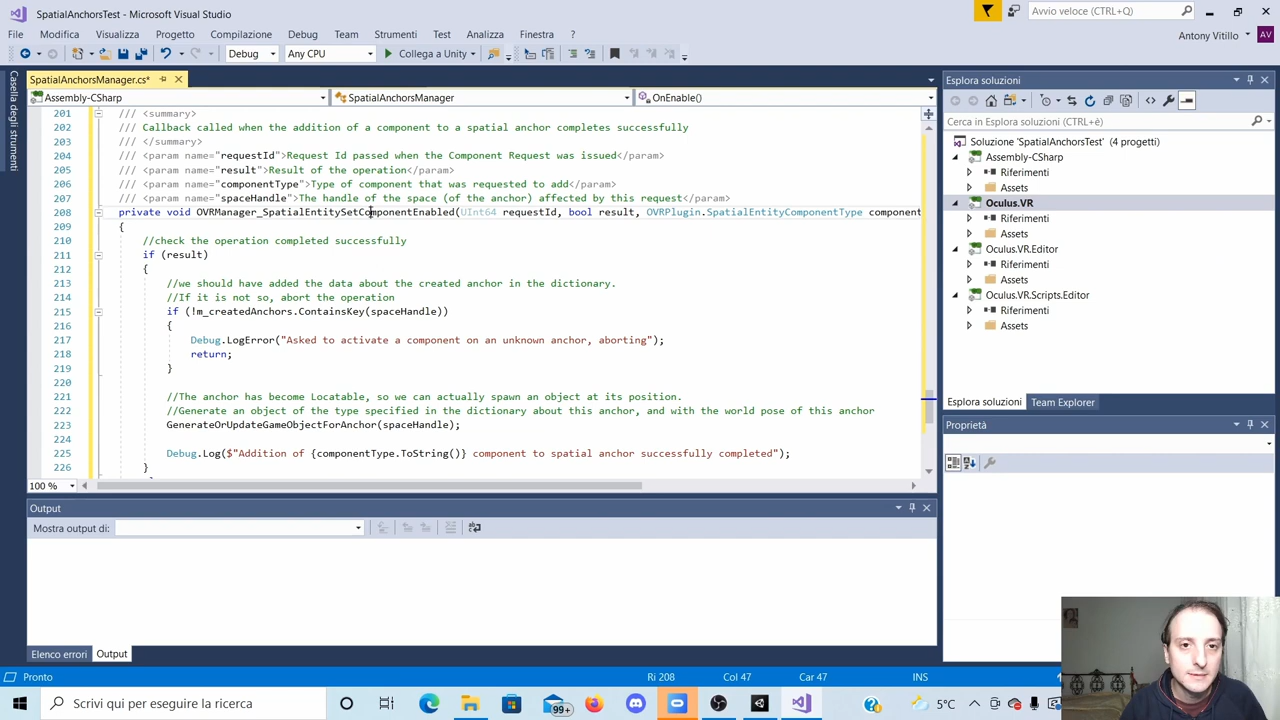 SpatialAnchorsTest - Microsoft Visual Studio
Avvio veloce (CTRL+Q)
File Modifica Visualizza Progetto Compilazione Debug Team Strumenti Test Analizza Finestra ?
Antony Vitillo AV
Debug Any CPU Collega a Unity
Casella degli strumenti
SpatialAnchorsManager.cs*
Assembly-CSharp SpatialAnchorsManager OnEnable()
201 /// <summary>
202 /// Callback called when the addition of a component to a spatial anchor completes successfully
203 /// </summary>
204 /// <param name="requestId">Request Id passed when the Component Request was issued</param>
205 /// <param name="result">Result of the operation</param>
206 /// <param name="componentType">Type of component that was requested to add</param>
207 /// <param name="spaceHandle">The handle of the space (of the anchor) affected by this request</param>
208 private void OVRManager_SpatialEntitySetComponentEnabled(UInt64 requestId, bool result, OVRPlugin.SpatialEntityComponentType component
209 {
210 //check the operation completed successfully
211 if (result)
212 {
213 //we should have added the data about the created anchor in the dictionary.
214 //If it is not so, abort the operation
215 if (!m_createdAnchors.ContainsKey(spaceHandle))
216 {
217 Debug.LogError("Asked to activate a component on an unknown anchor, aborting");
218 return;
219 }
220
221 //The anchor has become Locatable, so we can actually spawn an object at its position.
222 //Generate an object of the type specified in the dictionary about this anchor, and with the world pose of this anchor
223 GenerateOrUpdateGameObjectForAnchor(spaceHandle);
224
225 Debug.Log($"Addition of {componentType.ToString()} component to spatial anchor successfully completed");
226 }
100 %
Output
Mostra output di:
Elenco errori Output
Esplora soluzioni
Cerca in Esplora soluzioni (CTRL+è)
Soluzione 'SpatialAnchorsTest' (4 progetti)
Assembly-CSharp
Riferimenti
Assets
Oculus.VR
Riferimenti
Assets
Oculus.VR.Editor
Riferimenti
Assets
Oculus.VR.Scripts.Editor
Riferimenti
Assets
Esplora soluzioni Team Explorer
Proprietà
Pronto Ri 208 Col 47 Car 47 INS
Scrivi qui per eseguire la ricerca
99+
5°C